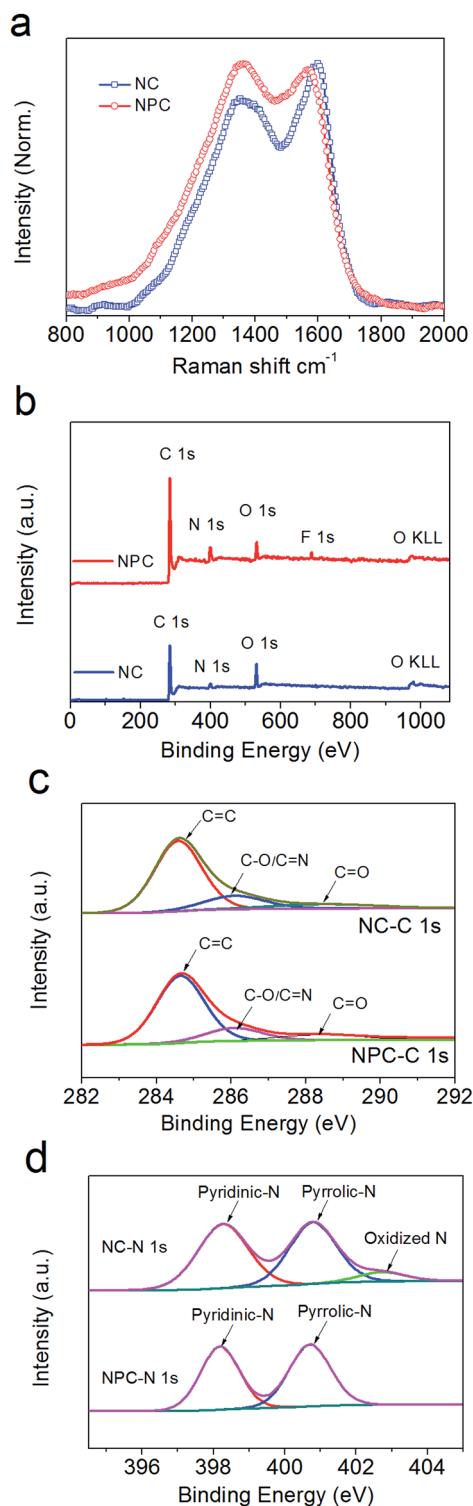 a
NC
NPC
Intensity (Norm.)
800 1000 1200 1400 1600 1800 2000
Raman shift cm-1
b
C 1s
N 1s
O 1s
F 1s
O KLL
NPC
C 1s
N 1s
O 1s
O KLL
NC
Intensity (a.u.)
0 200 400 600 800 1000
Binding Energy (eV)
c
C=C
C-O/C=N
C=O
NC-C 1s
C=C
C-O/C=N
C=O
NPC-C 1s
Intensity (a.u.)
282 284 286 288 290 292
Binding Energy (eV)
d
Pyridinic-N
Pyrrolic-N
NC-N 1s
Oxidized N
Pyridinic-N
Pyrrolic-N
NPC-N 1s
Intensity (a.u.)
396 398 400 402 404
Binding Energy (eV)